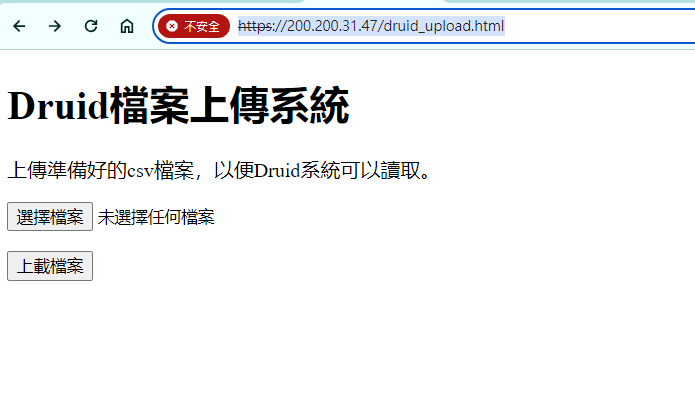 不安全 https://200.200.31.47/druid_upload.html
Druid檔案上傳系統
上傳準備好的csv檔案，以便Druid系統可以讀取。
選擇檔案 未選擇任何檔案
上載檔案